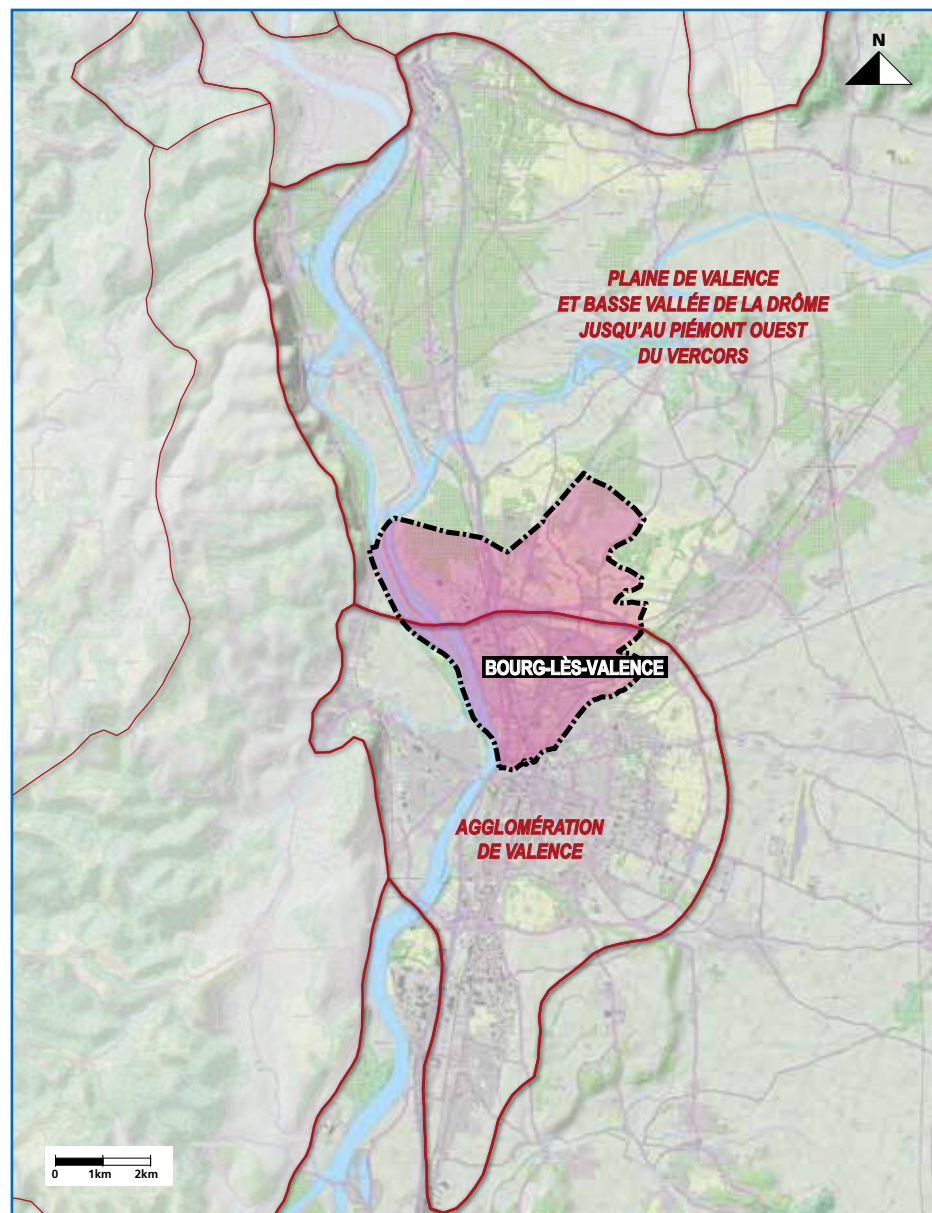 N
PLAINE DE VALENCE
ET BASSE VALLÉE DE LA DRÔME
JUSQU'AU PIÉMONT OUEST
DU VERCORS
BOURG-LÈS-VALENCE
AGGLOMÉRATION
DE VALENCE
0 1km 2km